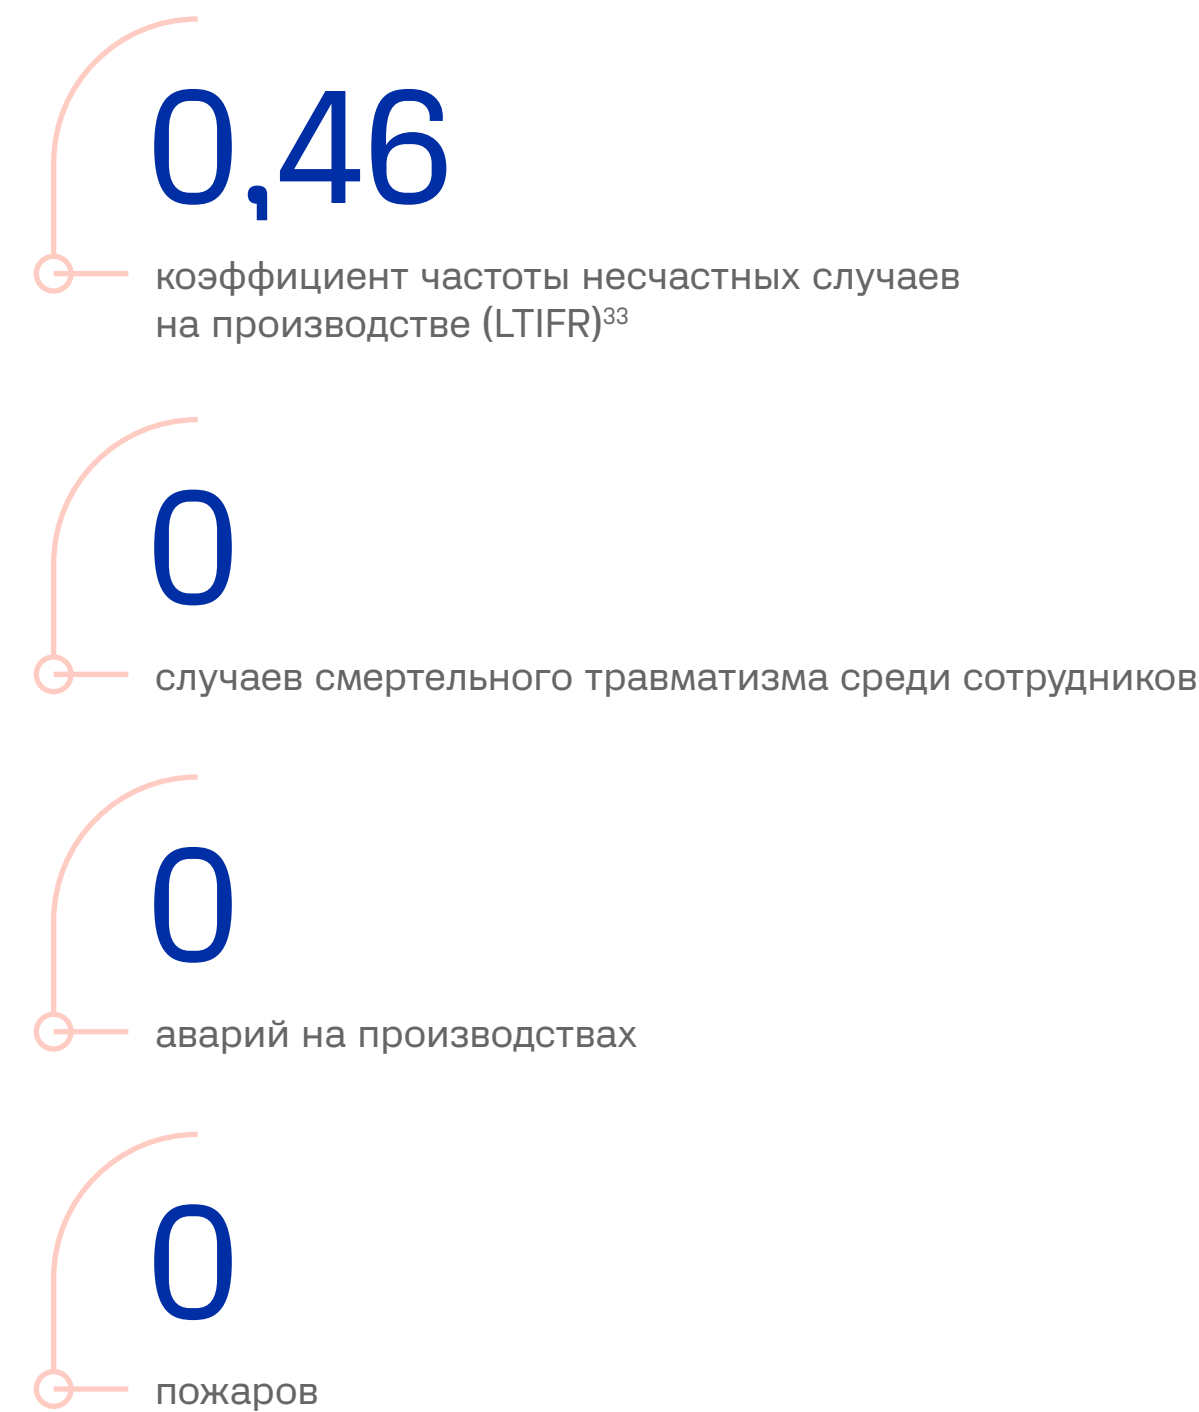 0,46
коэффициент частоты несчастных случаев
на производстве (LTIFR)³³
0
случаев смертельного травматизма среди сотрудников
0
аварий на производствах
0
пожаров